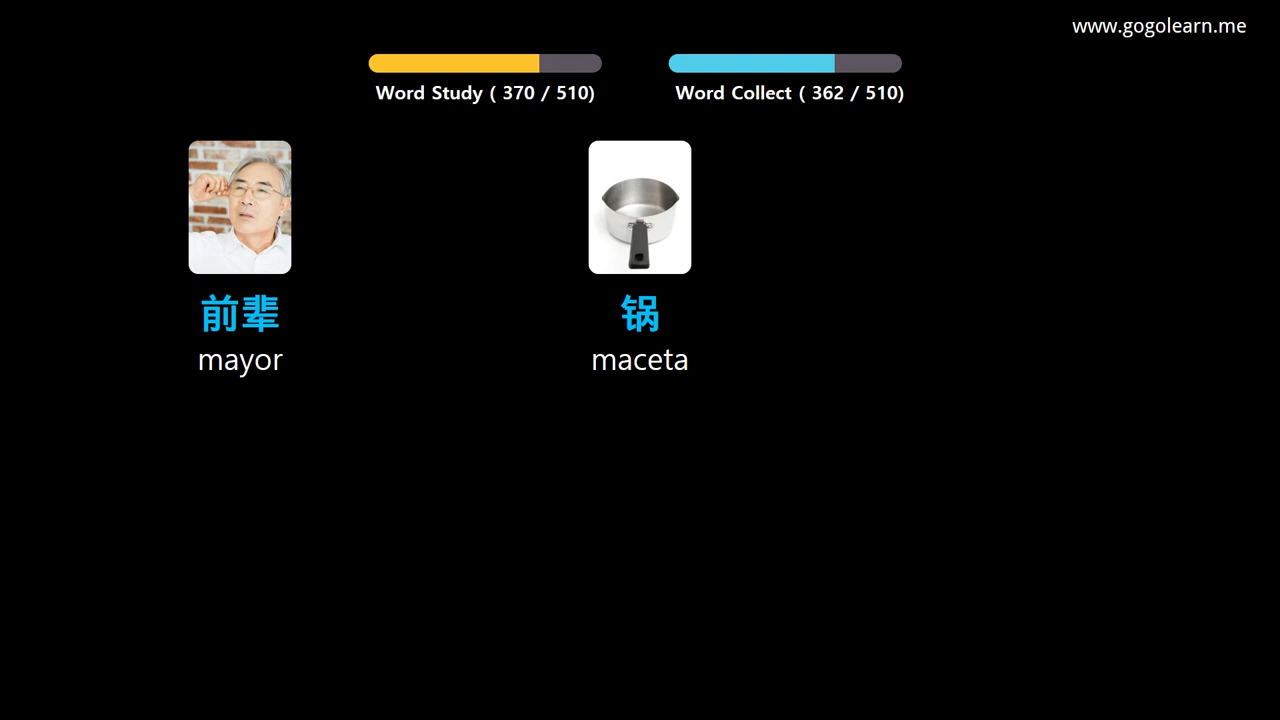 www.gogolearn.me
Word Study ( 370 / 510)
Word Collect ( 362 / 510)
前辈
mayor
锅
maceta